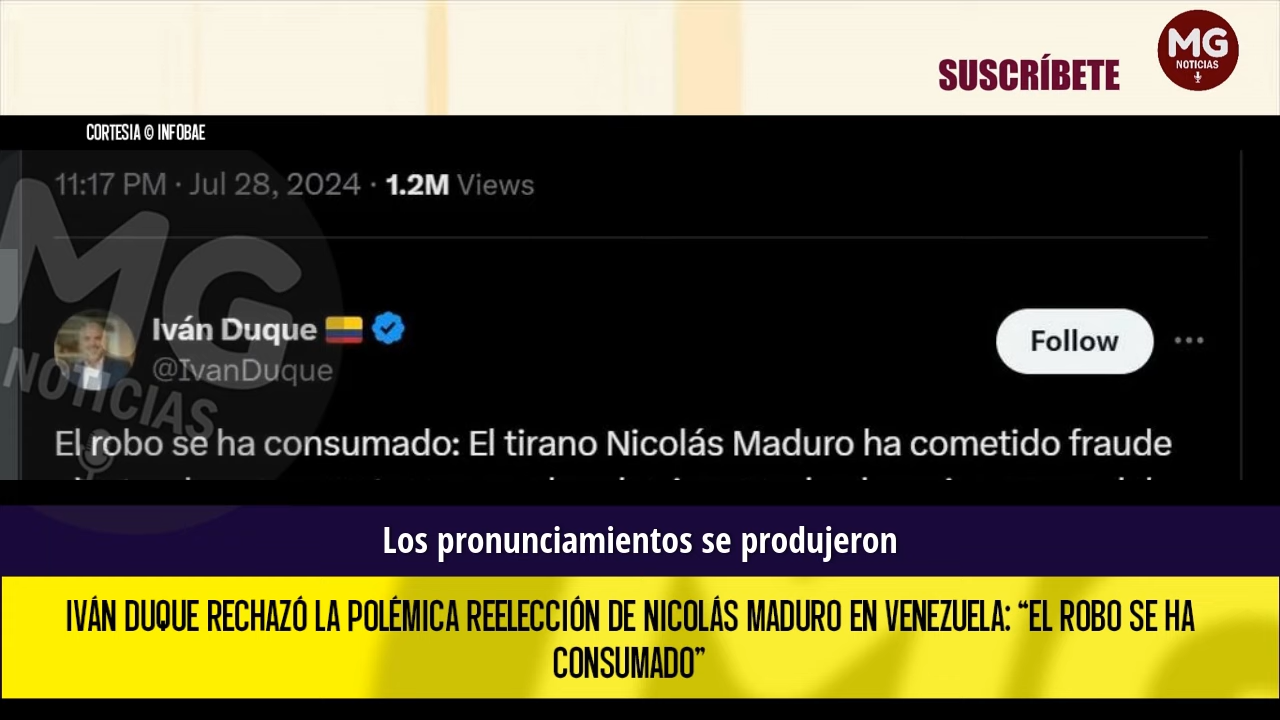 SUSCRÍBETE
MG
NOTICIAS
CORTESIA © INFOBAE
11:17 PM · Jul 28, 2024 · 1.2M Views
MG
NOTICIAS
Iván Duque
@IvanDuque
Follow
El robo se ha consumado: El tirano Nicolás Maduro ha cometido fraude
Los pronunciamientos se produjeron
IVÁN DUQUE RECHAZÓ LA POLÉMICA REELECCIÓN DE NICOLÁS MADURO EN VENEZUELA: “EL ROBO SE HA
CONSUMADO”